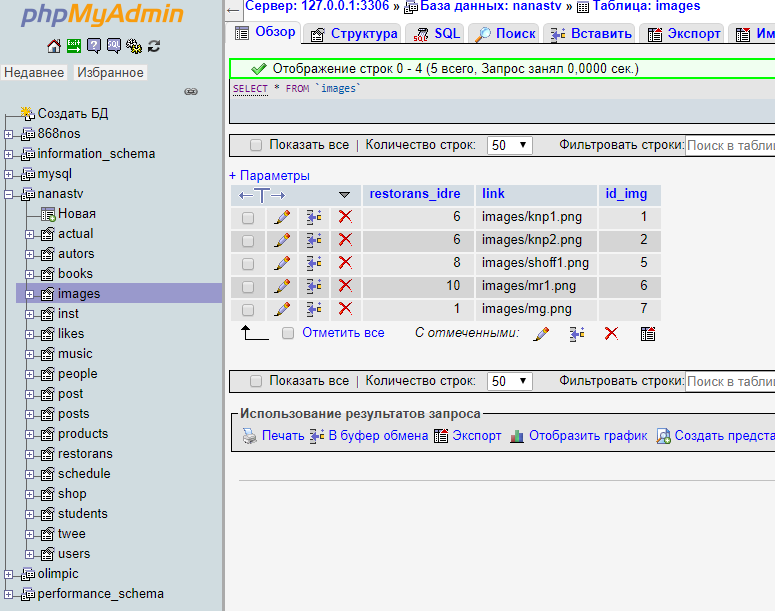 phpMyAdmin
Недавнее Избранное
Создать БД
868nos
information_schema
mysql
nanastv
Новая
actual
autors
books
images
inst
likes
music
people
post
posts
products
restorans
schedule
shop
students
twee
users
olimpic
performance_schema
Сервер: 127.0.0.1:3306 » База данных: nanastv » Таблица: images
Обзор Структура SQL Поиск Вставить Экспорт Им
Отображение строк 0 - 4 (5 всего, Запрос занял 0,0000 сек.)
SELECT * FROM `images`
Показать все | Количество строк: 50 Фильтровать строки: Поиск в табли
+ Параметры
←T→ restorans_idre link id_img
6 images/knp1.png 1
6 images/knp2.png 2
8 images/shoff1.png 5
10 images/mr1.png 6
1 images/mg.png 7
Отметить все С отмеченными:
Показать все | Количество строк: 50 Фильтровать строки: Поиск в табли
Использование результатов запроса
Печать В буфер обмена Экспорт Отобразить график Создать предста